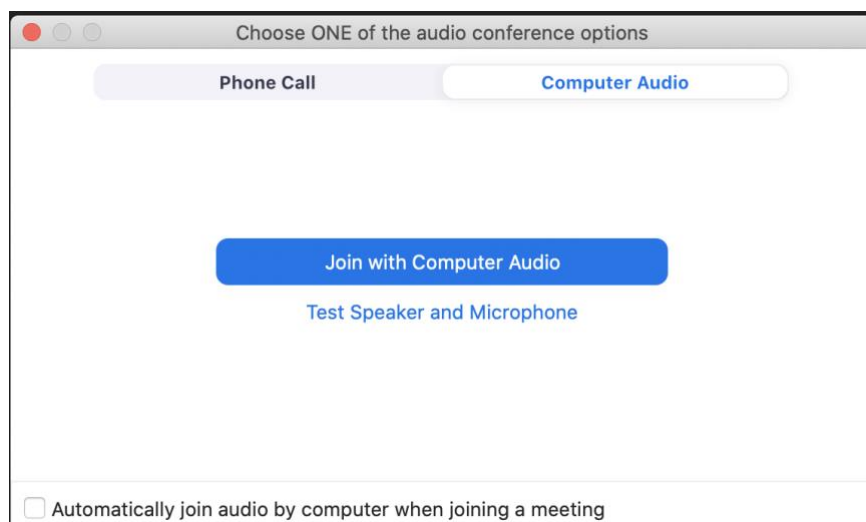 Choose ONE of the audio conference options
Phone Call Computer Audio
Join with Computer Audio
Test Speaker and Microphone
Automatically join audio by computer when joining a meeting